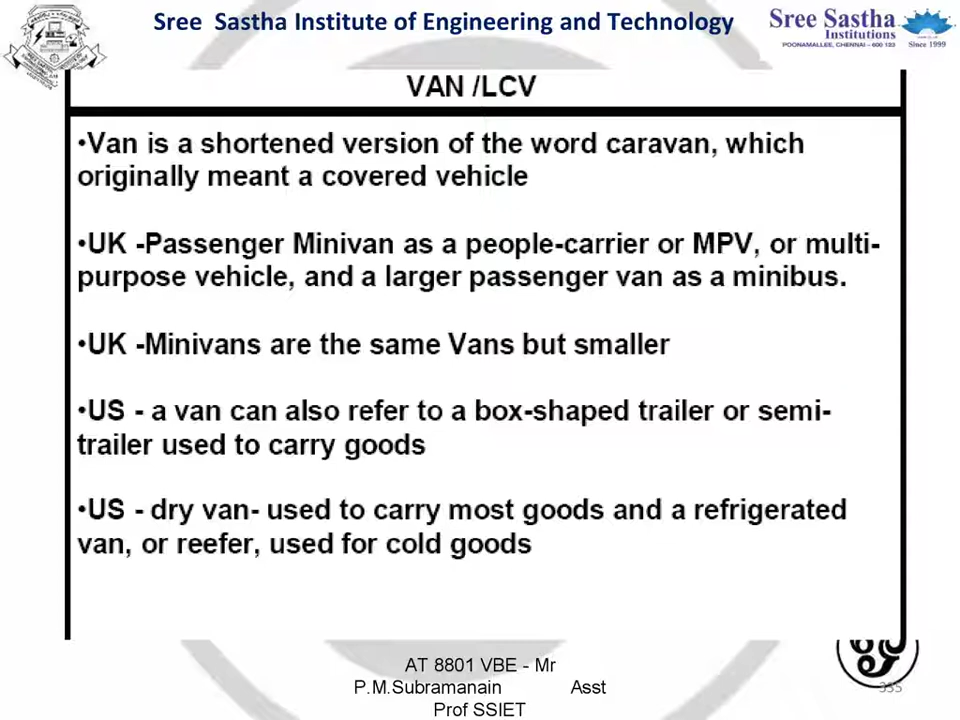 Sree Sastha Institute of Engineering and Technology
Sree Sastha
Institutions
POONAMALLEE, CHENNAI – 600 123
Since 1999
VAN /LCV
•Van is a shortened version of the word caravan, which
originally meant a covered vehicle
•UK -Passenger Minivan as a people-carrier or MPV, or multi-
purpose vehicle, and a larger passenger van as a minibus.
•UK -Minivans are the same Vans but smaller
•US - a van can also refer to a box-shaped trailer or semi-
trailer used to carry goods
•US - dry van- used to carry most goods and a refrigerated
van, or reefer, used for cold goods
AT 8801 VBE - Mr
P.M.Subramanain Asst
Prof SSIET
335